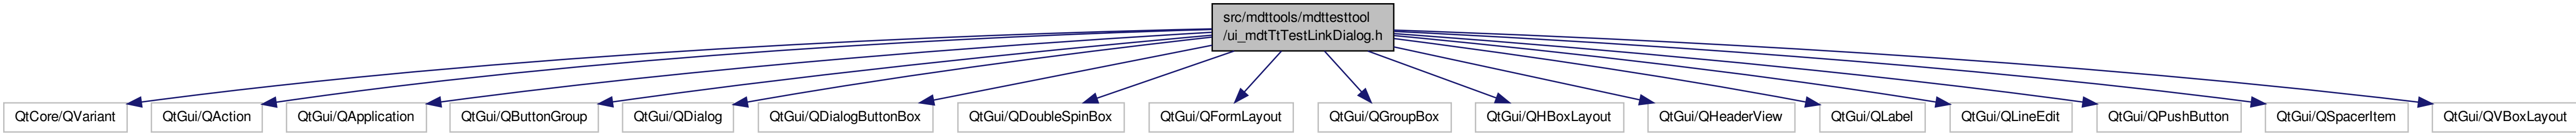 src/mdttools/mdttesttool
/ui_mdtTtTestLinkDialog.h
QtCore/QVariant
QtGui/QAction
QtGui/QApplication
QtGui/QButtonGroup
QtGui/QDialog
QtGui/QDialogButtonBox
QtGui/QDoubleSpinBox
QtGui/QFormLayout
QtGui/QGroupBox
QtGui/QHBoxLayout
QtGui/QHeaderView
QtGui/QLabel
QtGui/QLineEdit
QtGui/QPushButton
QtGui/QSpacerItem
QtGui/QVBoxLayout